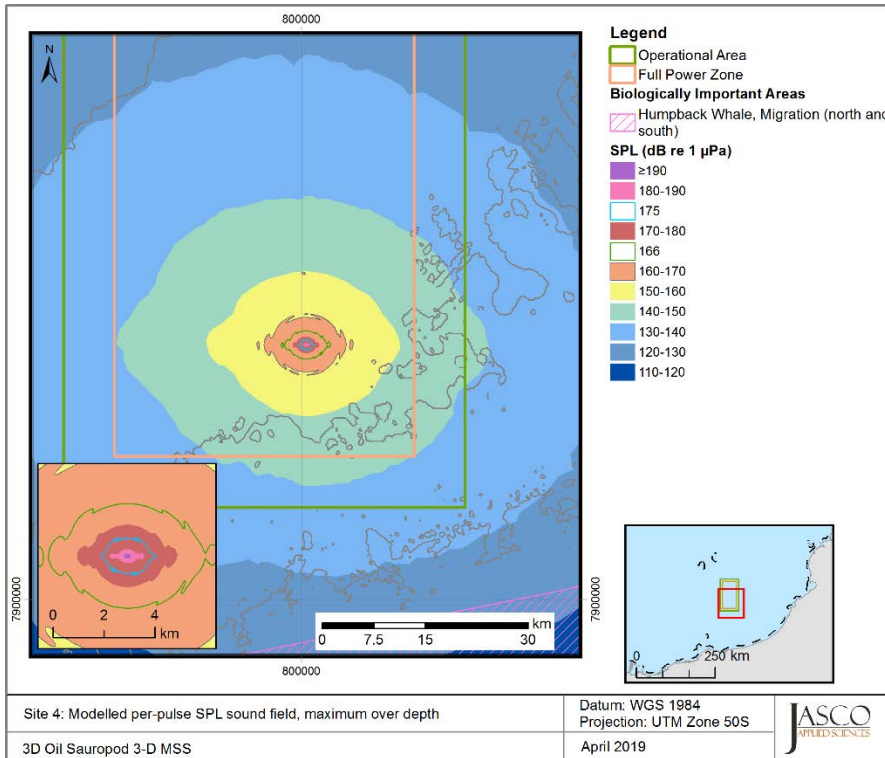 800000
N
7900000
7900000
800000
0 2 4
km
km
0 7.5 15 30
Legend
Operational Area
Full Power Zone
Biologically Important Areas
Humpback Whale, Migration (north and
south)
SPL (dB re 1 µPa)
≥190
180-190
175
170-180
166
160-170
150-160
140-150
130-140
120-130
110-120
0 250 km
Site 4: Modelled per-pulse SPL sound field, maximum over depth
3D Oil Sauropod 3-D MSS
Datum: WGS 1984
Projection: UTM Zone 50S
April 2019
JASCO
APPLIED SCIENCES